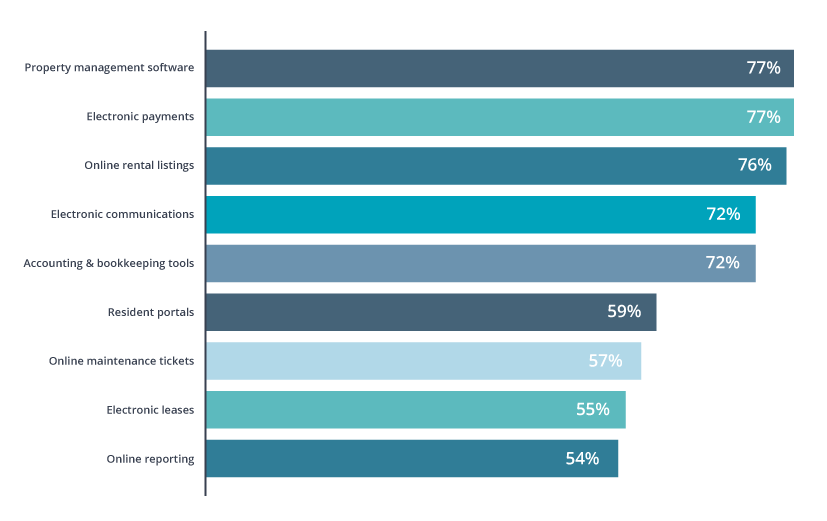 Property management software 77%
Electronic payments 77%
Online rental listings 76%
Electronic communications 72%
Accounting & bookkeeping tools 72%
Resident portals 59%
Online maintenance tickets 57%
Electronic leases 55%
Online reporting 54%